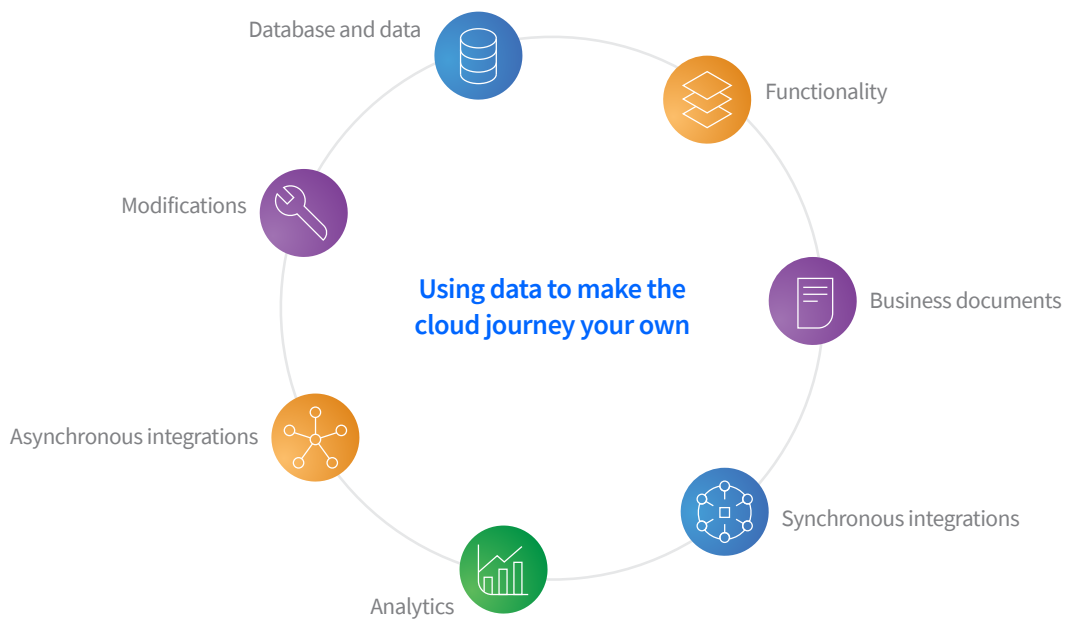 Database and data
Functionality
Modifications
Using data to make the
cloud journey your own
Business documents
Asynchronous integrations
Synchronous integrations
Analytics